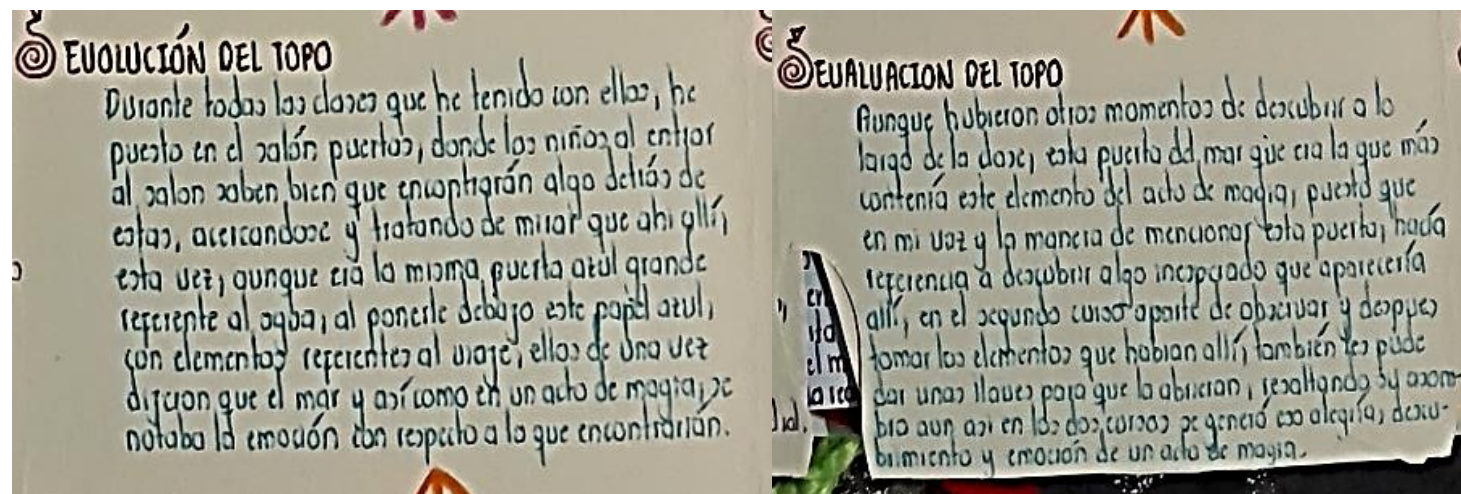 EVOLUCIÓN DEL TOPO
Durante todas las clases que he tenido con ellos, he
puesto en el salón puertas, donde los niños al entrar
al salon saben bien que encontrarán algo detrás de
estas, acercandose y tratando de mirar que ahi allí,
esta vez, aunque era la misma puerta azul grande
referente al agua, al ponerle debajo este papel azul,
con elementos referentes al viaje, ellos de una vez
dijeron que el mar y así como en un acto de magia, se
notaba la emoción con respecto a lo que encontrarían.
EVALUACION DEL TOPO
Aunque hubieron otros momentos de descubrir a lo
largo de la clase, esta puerta del mar que era la que más
contenía este elemento del acto de magia, puesto que
en mi voz y la manera de mencionar esta puerta, hacía
referencia a descubrir algo inesperado que aparecería
allí, en el segundo curso aparte de observar y despues
tomar los elementos que habian allí, también les pude
dar unas llaves para que la abrieran, resaltando su asom-
bro aun asi en los dos cursos se generó esa alegría, descu-
brimiento y emoción de un acto de magia.